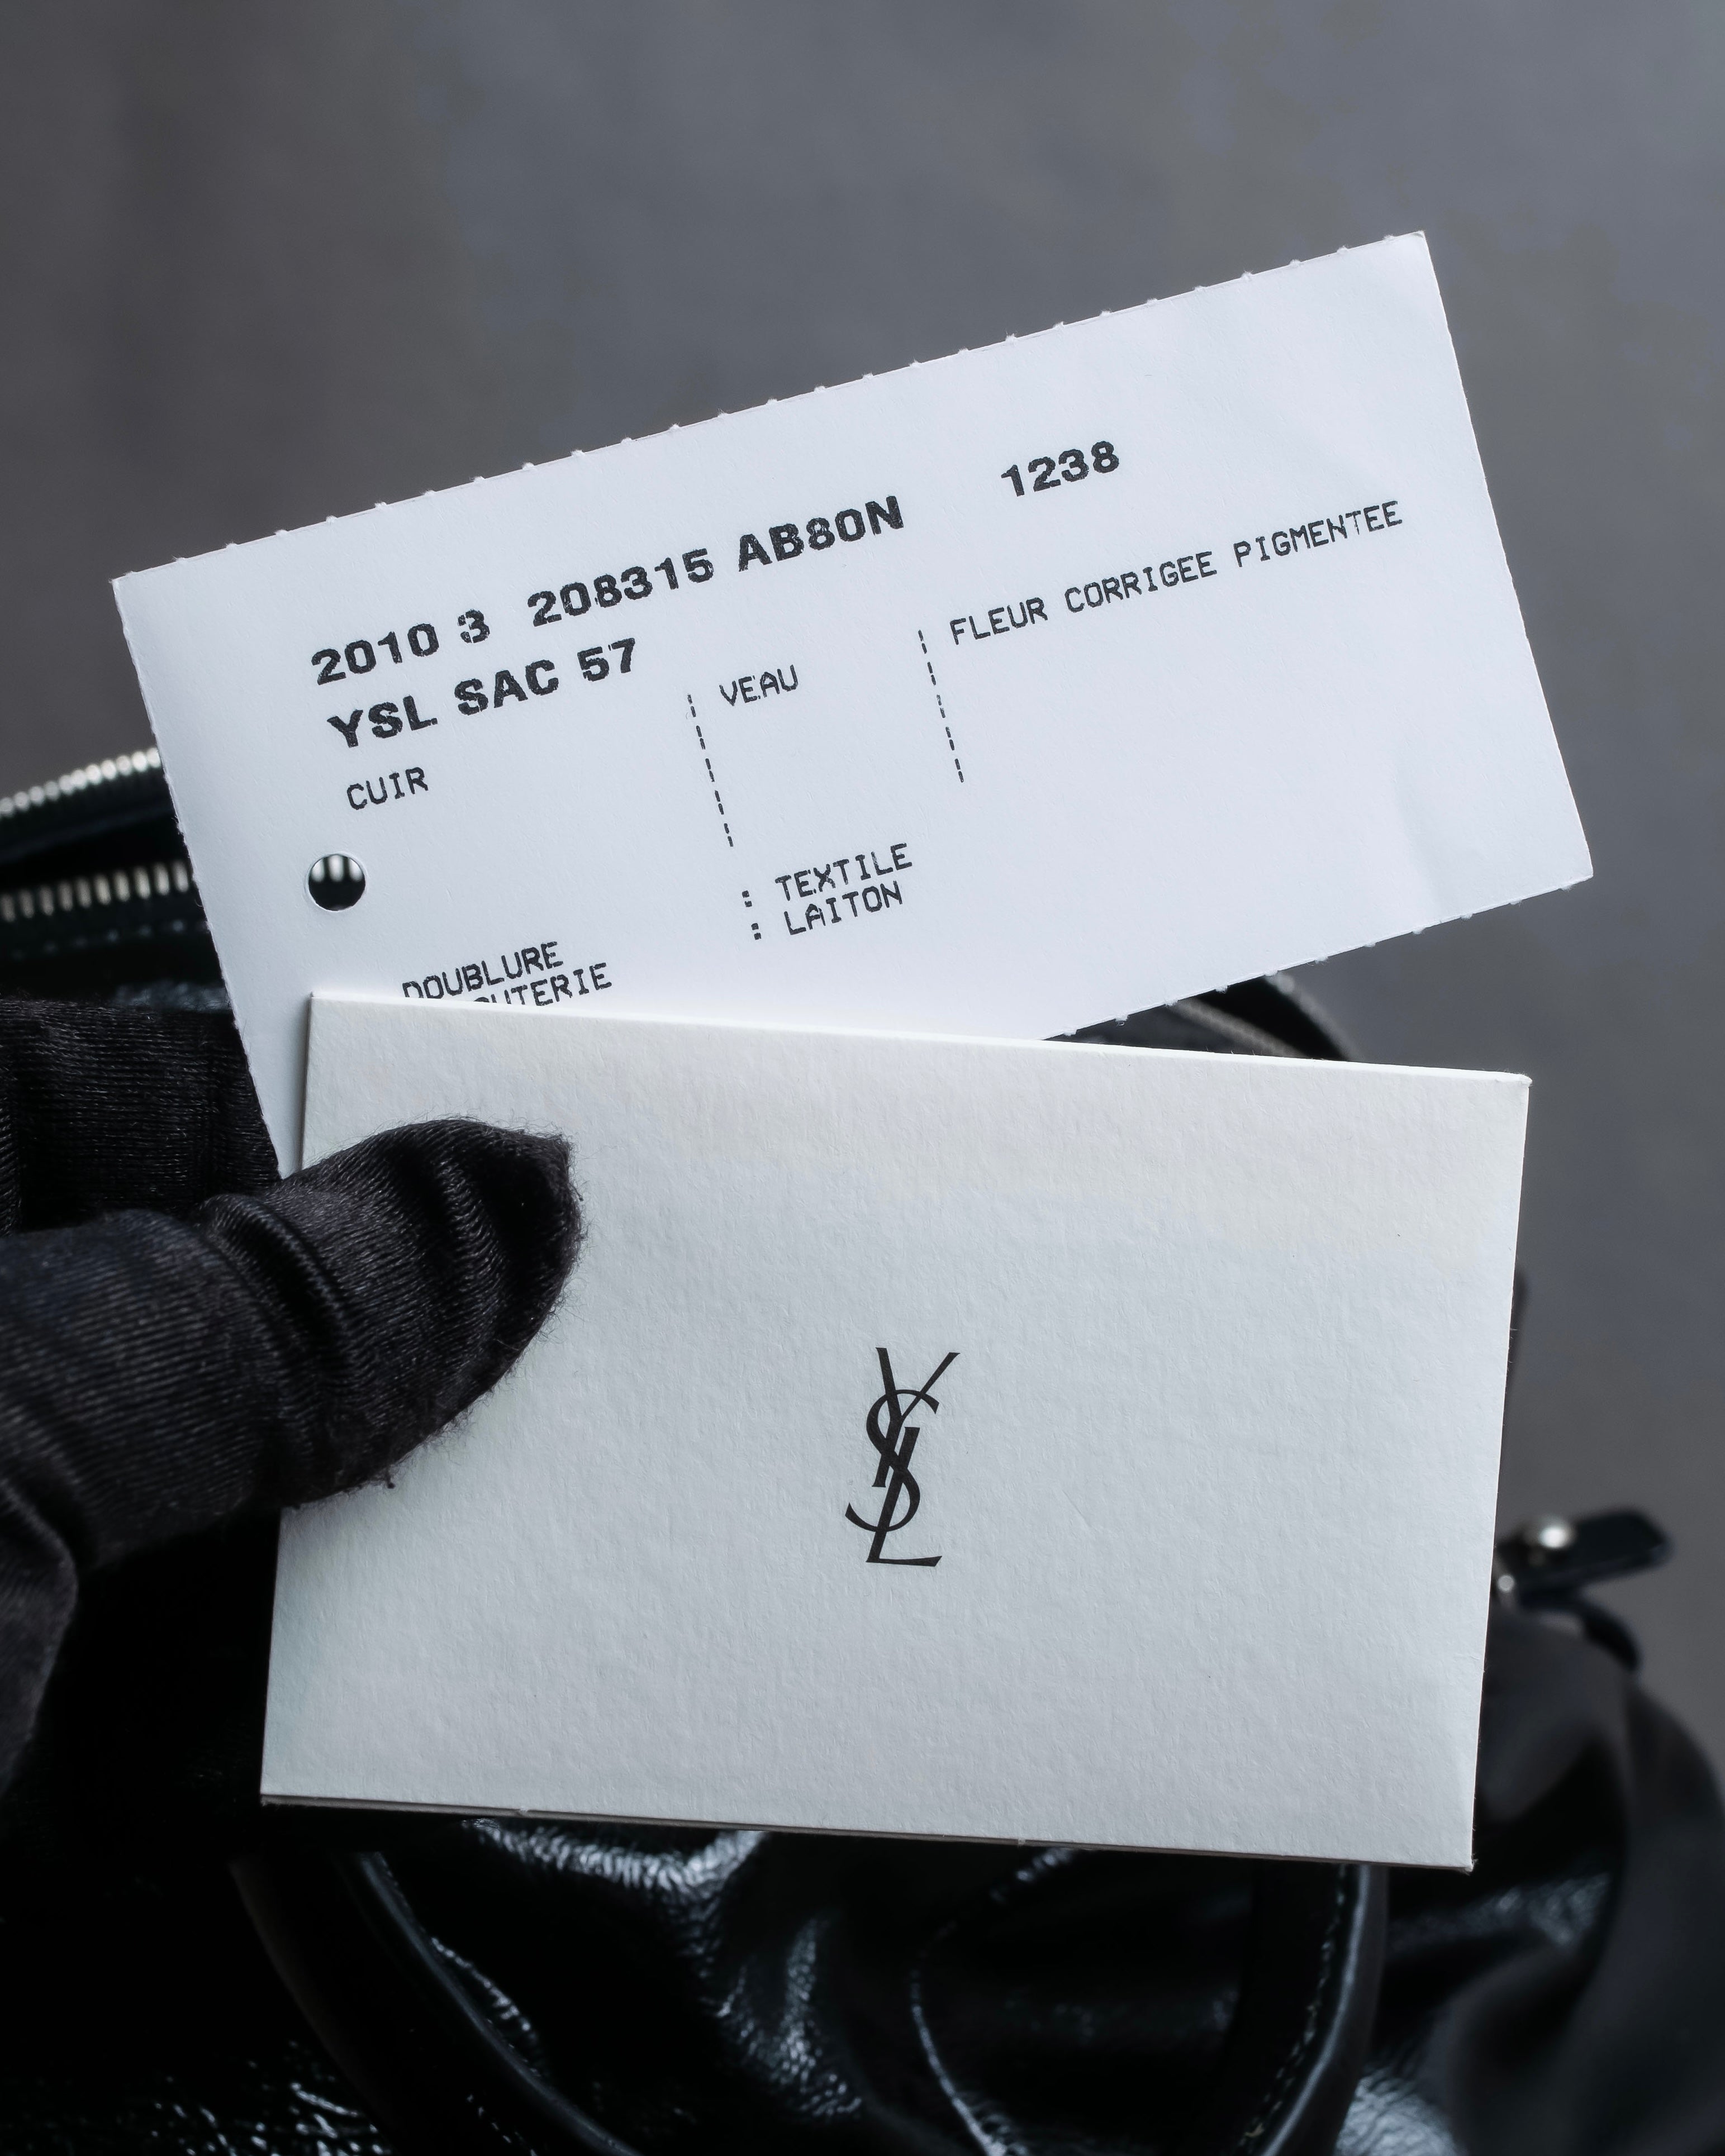 2010 3 208315 AB80N 1238
YSL SAC 57
CUIR VEAU FLEUR CORRIGEE PIGMENTEE
DOUBLURE : TEXTILE
: LAITON
YSL